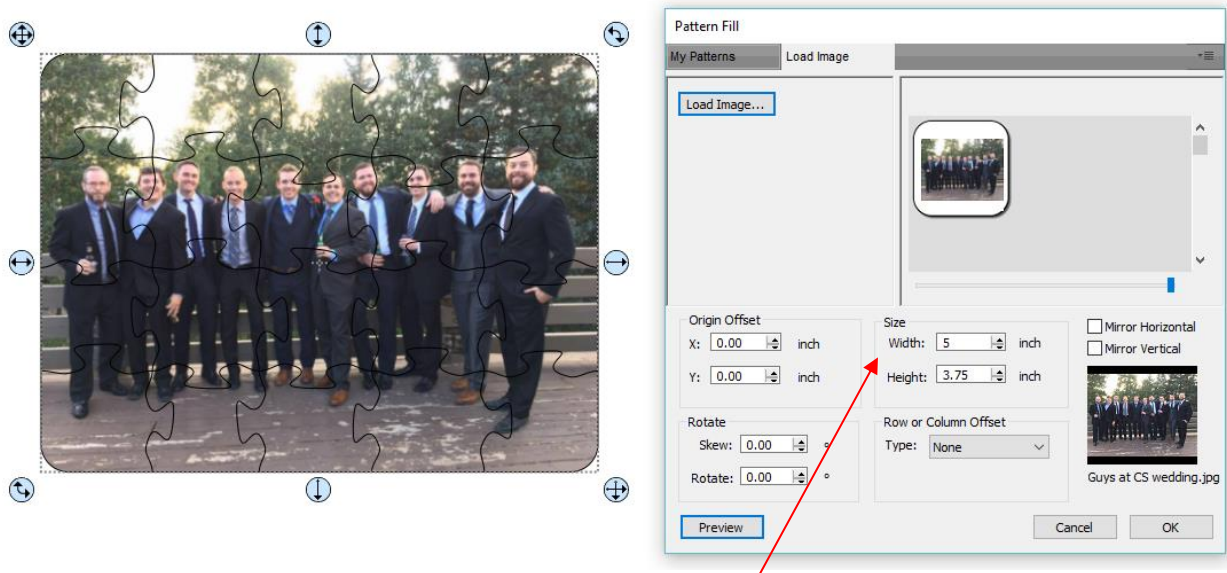 Pattern Fill
My Patterns Load Image
Load Image...
Origin Offset
X: 0.00 inch
Y: 0.00 inch
Size
Width: 5 inch
Height: 3.75 inch
Mirror Horizontal
Mirror Vertical
Rotate
Skew: 0.00 °
Rotate: 0.00 °
Row or Column Offset
Type: None
Guys at CS wedding.jpg
Preview
Cancel
OK